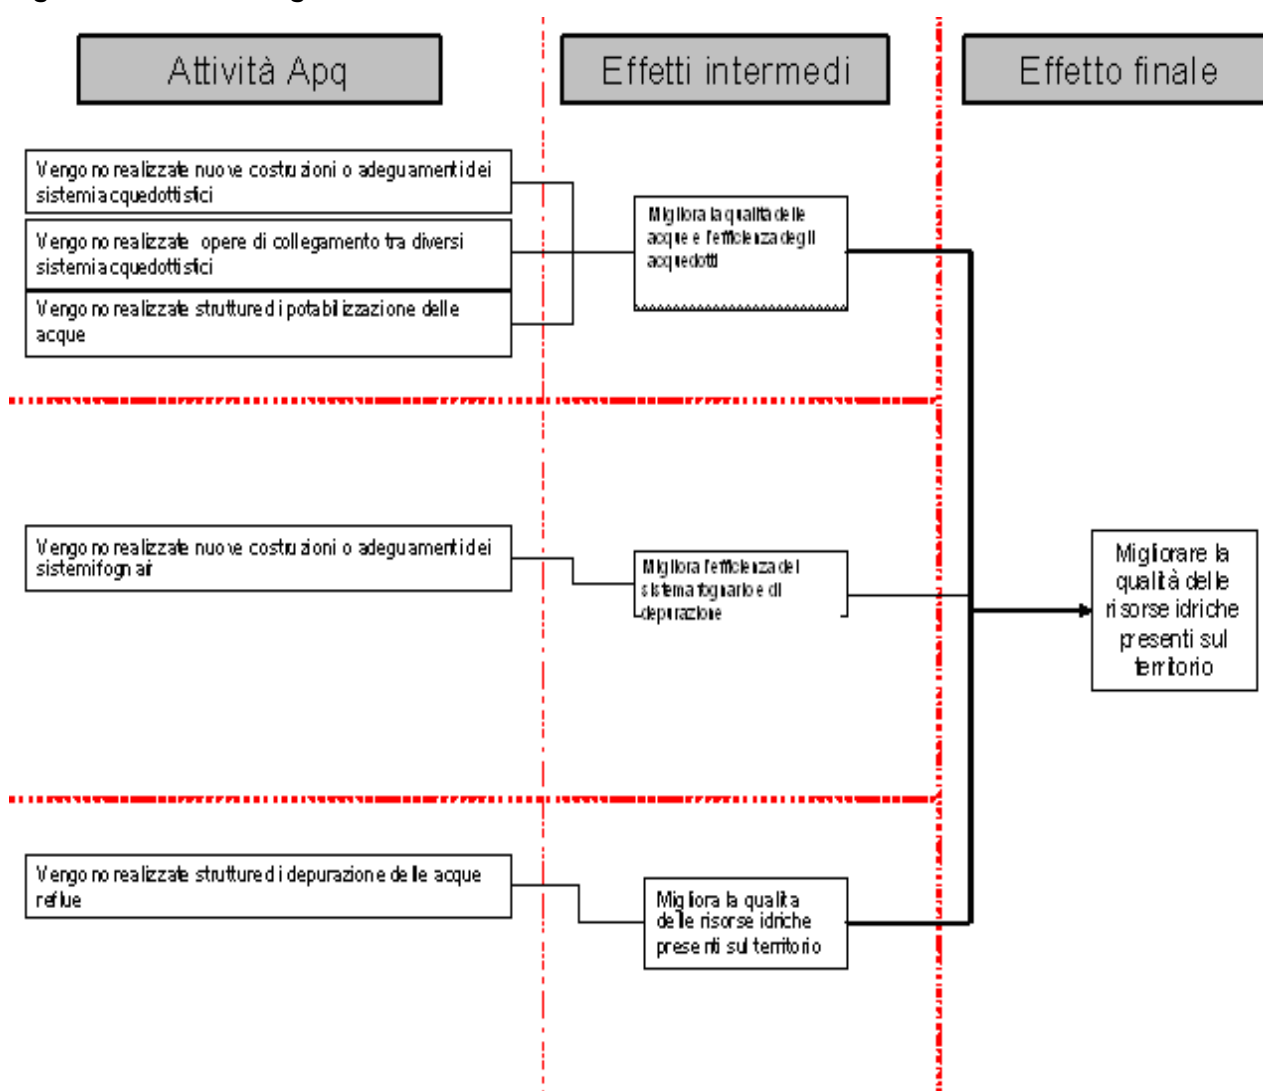 Attività Apq
Effetti intermedi
Effetto finale
Vengono realizzate nuove costruzioni o adeguamenti dei
sistemi acquedottistici
Vengono realizzate opere di collegamento tra diversi
sistemi acquedottistici
Vengono realizzate strutture di potabilizzazione delle
acque
Migliora la qualità delle
acque e l'efficienza degli
acquedotti
Vengono realizzate nuove costruzioni o adeguamenti dei
sistemi fognari
Migliora l'efficienza del
sistema fognario e di
depurazione
Migliorare la
qualità delle
risorse idriche
presenti sul
territorio
Vengono realizzate strutture di depurazione delle acque
reflue
Migliora la qualita
delle risorse idriche
presenti sul territorio